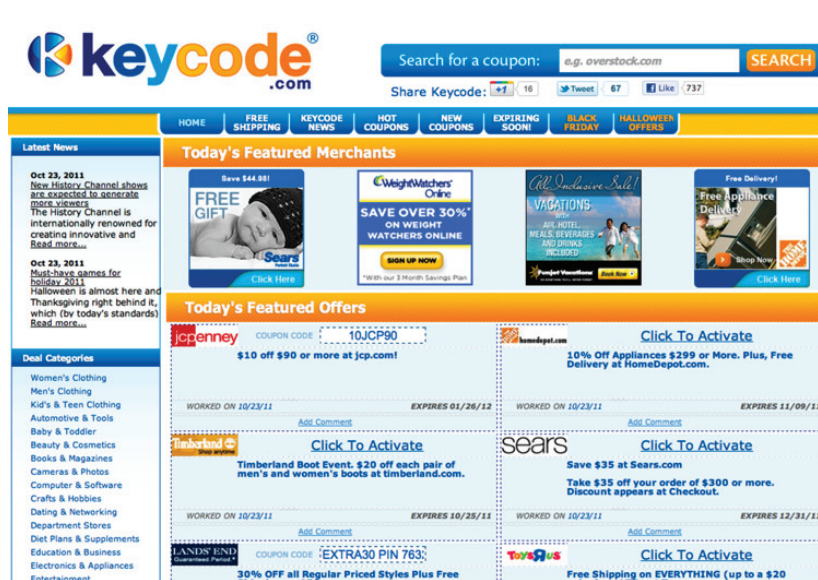 keycode®
.com
Search for a coupon:
e.g. overstock.com
SEARCH
Share Keycode:
+1
16
Tweet
67
Like
737
HOME
FREE
SHIPPING
KEYCODE
NEWS
HOT
COUPONS
NEW
COUPONS
EXPIRING
SOON!
BLACK
FRIDAY
HALLOWEEN
OFFERS
Latest News
Oct 23, 2011
New History Channel shows
are expected to generate
more viewers
The History Channel is
internationally renowned for
creating innovative and
Read more...
Oct 23, 2011
Must-have games for
holiday 2011
Halloween is almost here and
Thanksgiving right behind it,
which (by today's standards)
Read more...
Deal Categories
Women's Clothing
Men's Clothing
Kid's & Teen Clothing
Automotive & Tools
Baby & Toddler
Beauty & Cosmetics
Books & Magazines
Cameras & Photos
Computer & Software
Crafts & Hobbies
Dating & Networking
Department Stores
Diet Plans & Supplements
Education & Business
Electronics & Appliances
Entertainment
Today's Featured Merchants
Save $44.98!
FREE
GIFT
Sears
Click Here
WeightWatchers
Online
SAVE OVER 30%*
ON WEIGHT
WATCHERS ONLINE
SIGN UP NOW
*With our 3 Month Savings Plan
All Inclusive Sale!
VACATIONS
WITH
AIR, HOTEL,
MEALS, BEVERAGES
AND DRINKS
INCLUDED
Funjet Vacations
Book Now
Free Delivery!
Free Appliance
Delivery
Shop Now
Click Here
Today's Featured Offers
jcpenney
COUPON CODE
10JCP90
$10 off $90 or more at jcp.com!
WORKED ON 10/23/11
EXPIRES 01/26/12
Add Comment
homedepot.com
Click To Activate
10% Off Appliances $299 or More. Plus, Free
Delivery at HomeDepot.com.
WORKED ON 10/23/11
EXPIRES 11/09/11
Add Comment
Timberland
Shop anytime
Click To Activate
Timberland Boot Event. $20 off each pair of
men's and women's boots at timberland.com.
WORKED ON 10/23/11
EXPIRES 10/25/11
Add Comment
sears
Click To Activate
Save $35 at Sears.com
Take $35 off your order of $300 or more.
Discount appears at Checkout.
WORKED ON 10/23/11
EXPIRES 12/31/11
Add Comment
LANDS' END
Guaranteed. Period.®
COUPON CODE
EXTRA30 PIN 763
30% OFF all Regular Priced Styles Plus Free
ToysRus
Click To Activate
Free Shipping on EVERYTHING (up to a $20